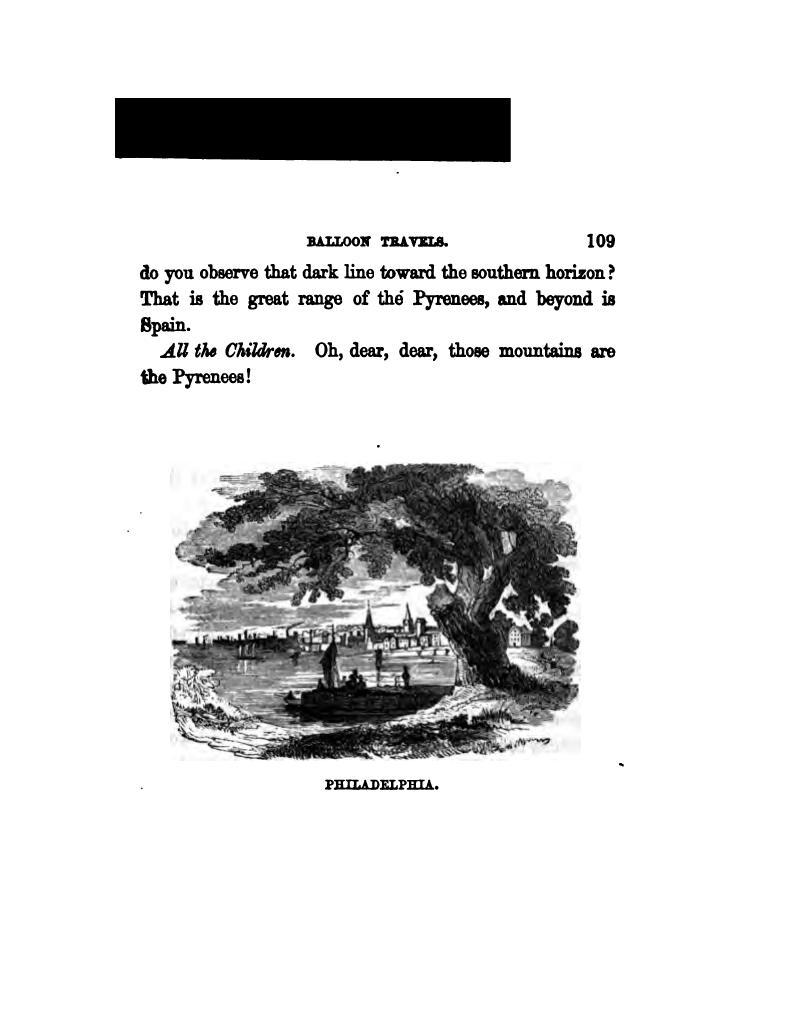 BALLOON TRAVELS. 109
do you observe that dark line toward the southern horizon?
That is the great range of the Pyrenees, and beyond is
Spain.
All the Children. Oh, dear, dear, those mountains are
the Pyrenees!
PHILADELPHIA.